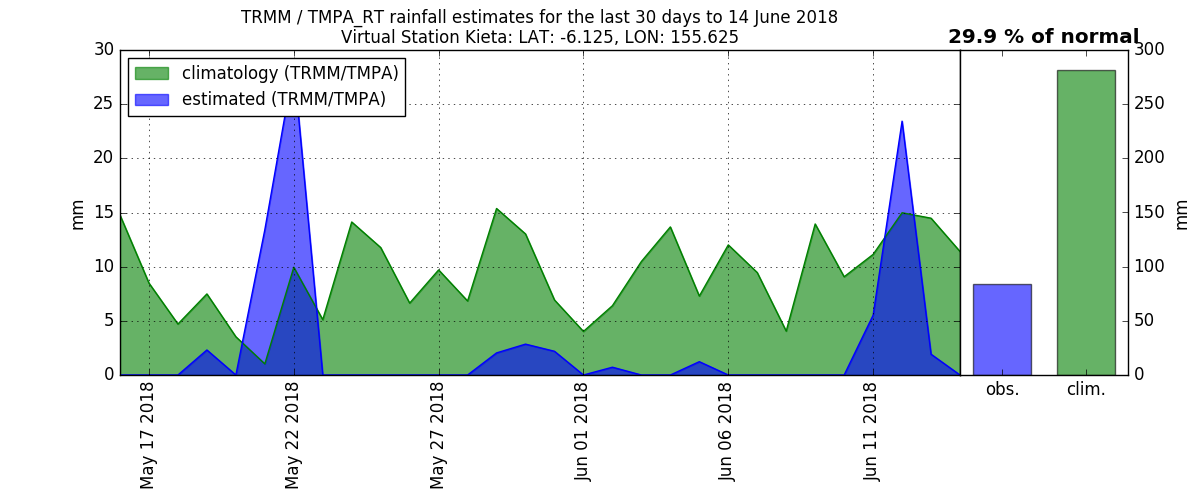 TRMM / TMPA_RT rainfall estimates for the last 30 days to 14 June 2018
Virtual Station Kieta: LAT: -6.125, LON: 155.625
29.9 % of normal
climatology (TRMM/TMPA)
estimated (TRMM/TMPA)
30
25
20
15
10
5
0
mm
300
250
200
150
100
50
0
mm
May 17 2018
May 22 2018
May 27 2018
Jun 01 2018
Jun 06 2018
Jun 11 2018
obs.
clim.